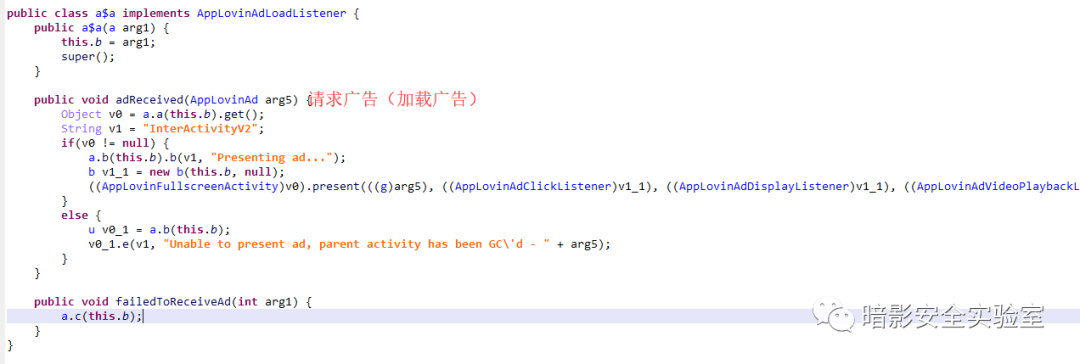 public class a$a implements AppLovinAdLoadListener {
public a$a(a arg1) {
this.b = arg1;
super();
}
public void adReceived(AppLovinAd arg5) {请求广告（加载广告）
Object v0 = a.a(this.b).get();
String v1 = "InterActivityV2";
if(v0 != null) {
a.b(this.b).b(v1, "Presenting ad...");
b v1_1 = new b(this.b, null);
((AppLovinFullscreenActivity)v0).present(((g)arg5), ((AppLovinAdClickListener)v1_1), ((AppLovinAdDisplayListener)v1_1), ((AppLovinAdVideoPlaybackL
}
else {
u v0_1 = a.b(this.b);
v0_1.e(v1, "Unable to present ad, parent activity has been GC\'d - " + arg5);
}
}
public void failedToReceiveAd(int arg1) {
a.c(this.b);
}
}
暗影安全实验室